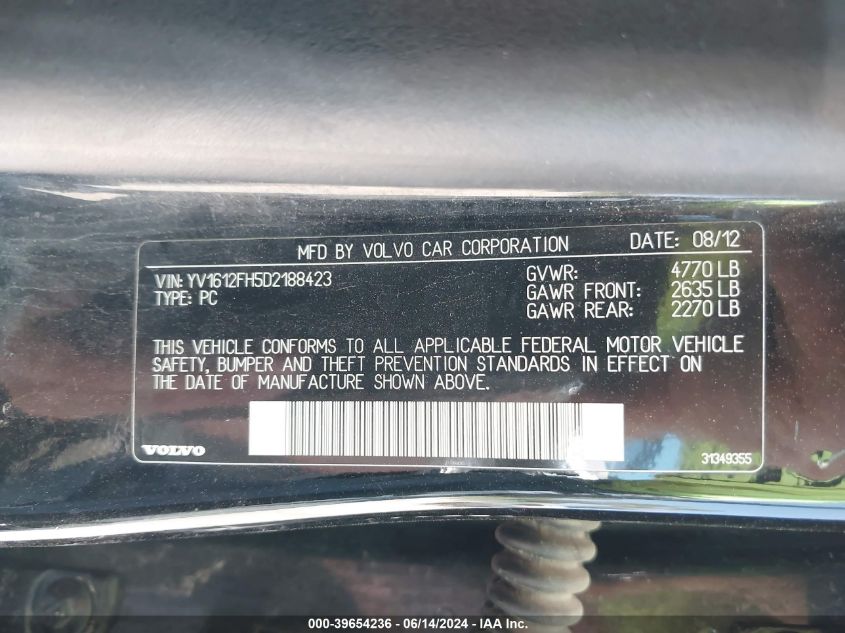 MFD BY VOLVO CAR CORPORATION DATE: 08/12
VIN: YV1612FH5D2188423 GVWR: 4770 LB
TYPE: PC GAWR FRONT: 2635 LB
GAWR REAR: 2270 LB
THIS VEHICLE CONFORMS TO ALL APPLICABLE FEDERAL MOTOR VEHICLE
SAFETY, BUMPER AND THEFT PREVENTION STANDARDS IN EFFECT ON
THE DATE OF MANUFACTURE SHOWN ABOVE.
VOLVO 31349355
000-39654236 - 06/14/2024 - IAA Inc.